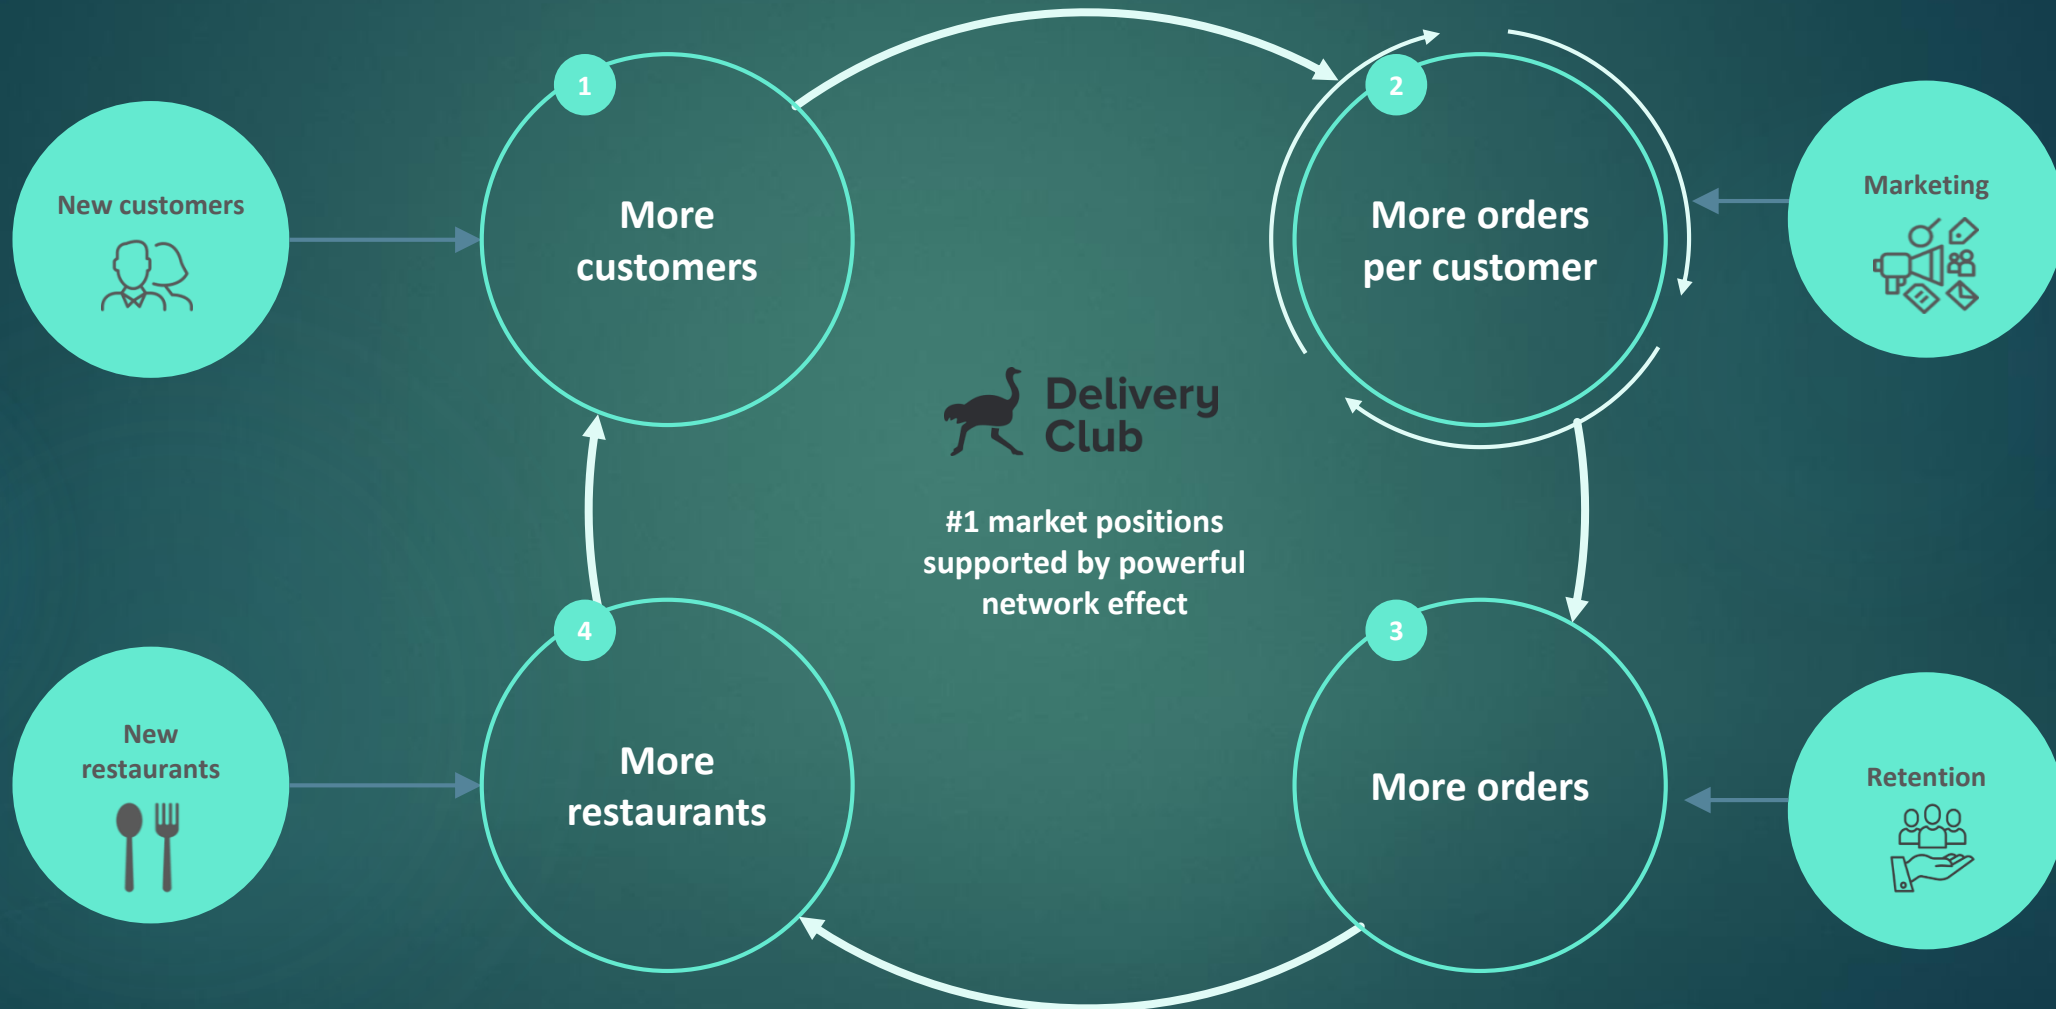 1
More
customers
2
More orders
per customer
New customers
Marketing
Delivery
Club
#1 market positions
supported by powerful
network effect
4
More
restaurants
3
More orders
New
restaurants
Retention